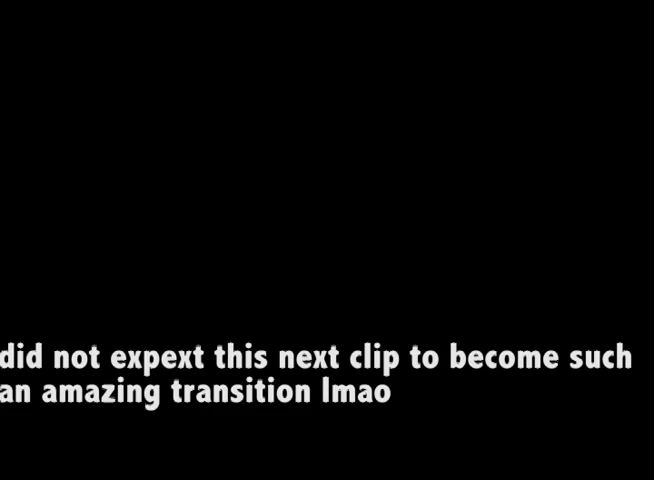 did not expext this next clip to become such
an amazing transition lmao